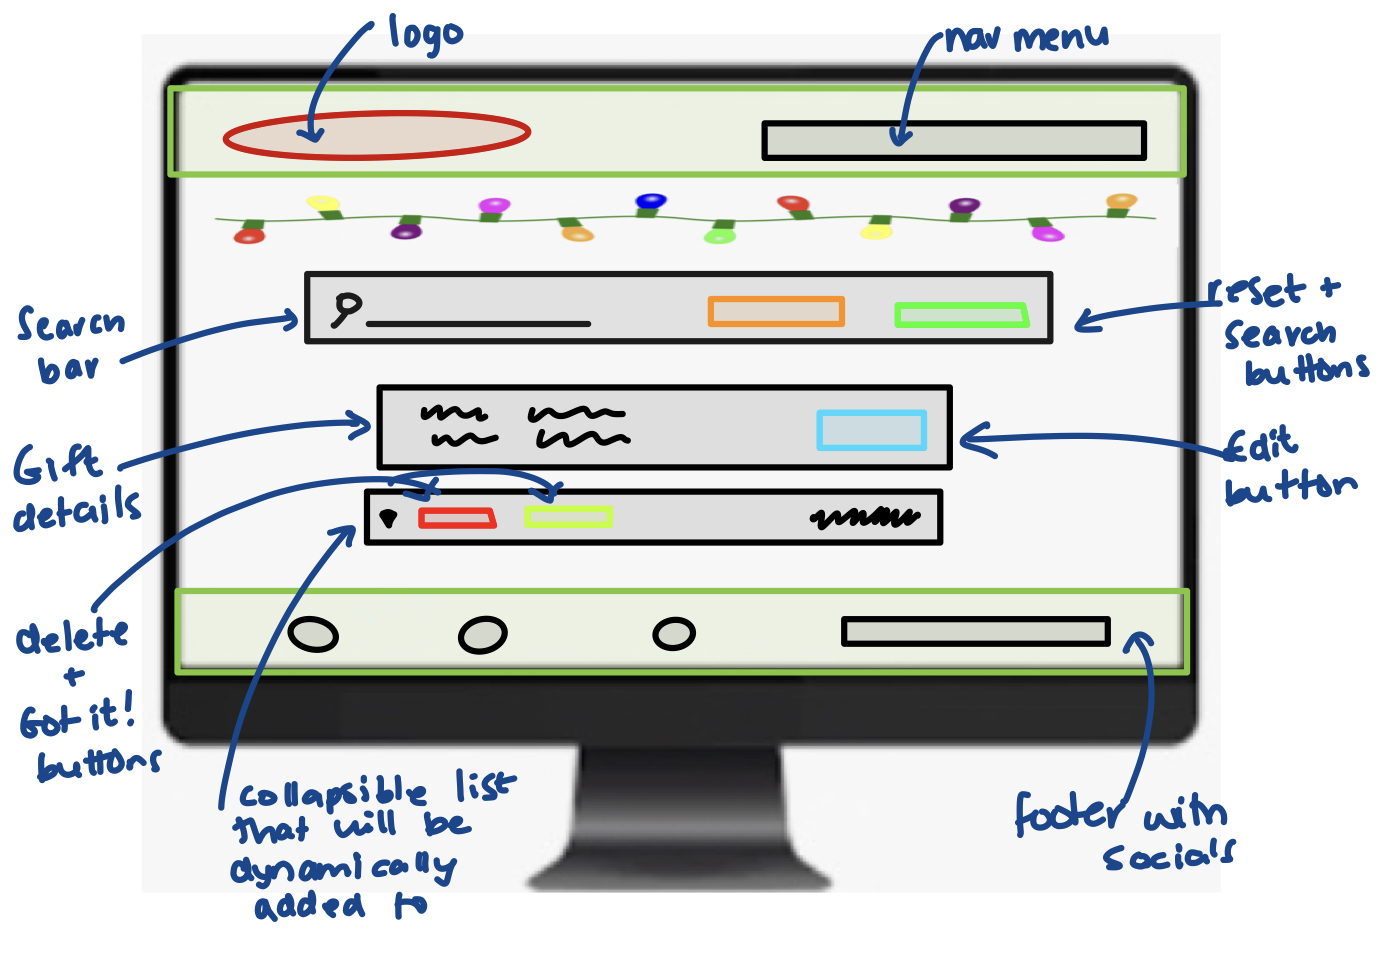 logo
nav menu
Search
bar
reset +
search
buttons
Gift
details
Edit
button
delete
+
Got it!
buttons
collapsible list
that will be
dynamically
added to
footer with
socials